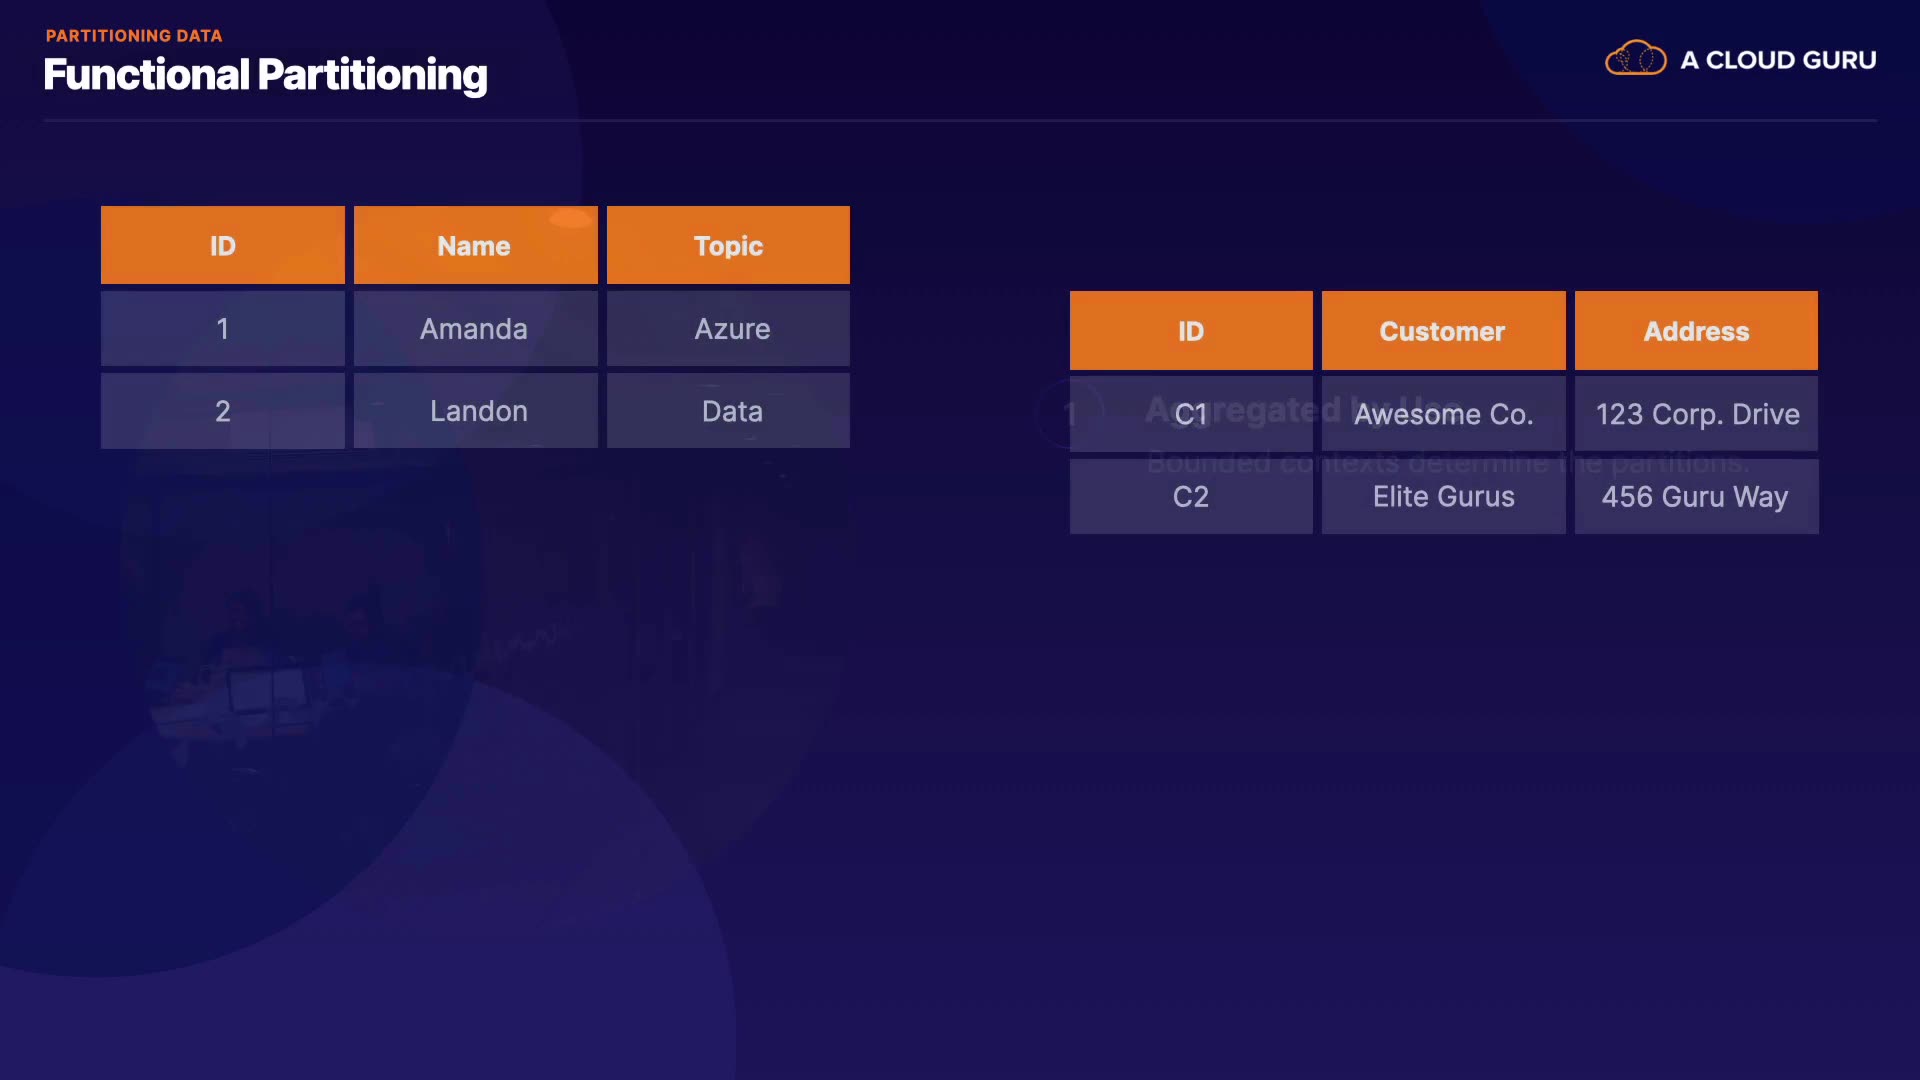 PARTITIONING DATA
Functional Partitioning
A CLOUD GURU
ID Name Topic
1 Amanda Azure
2 Landon Data
ID Customer Address
1 Aggregated by Use
C1 Awesome Co. 123 Corp. Drive
Bounded contexts determine the partitions.
C2 Elite Gurus 456 Guru Way